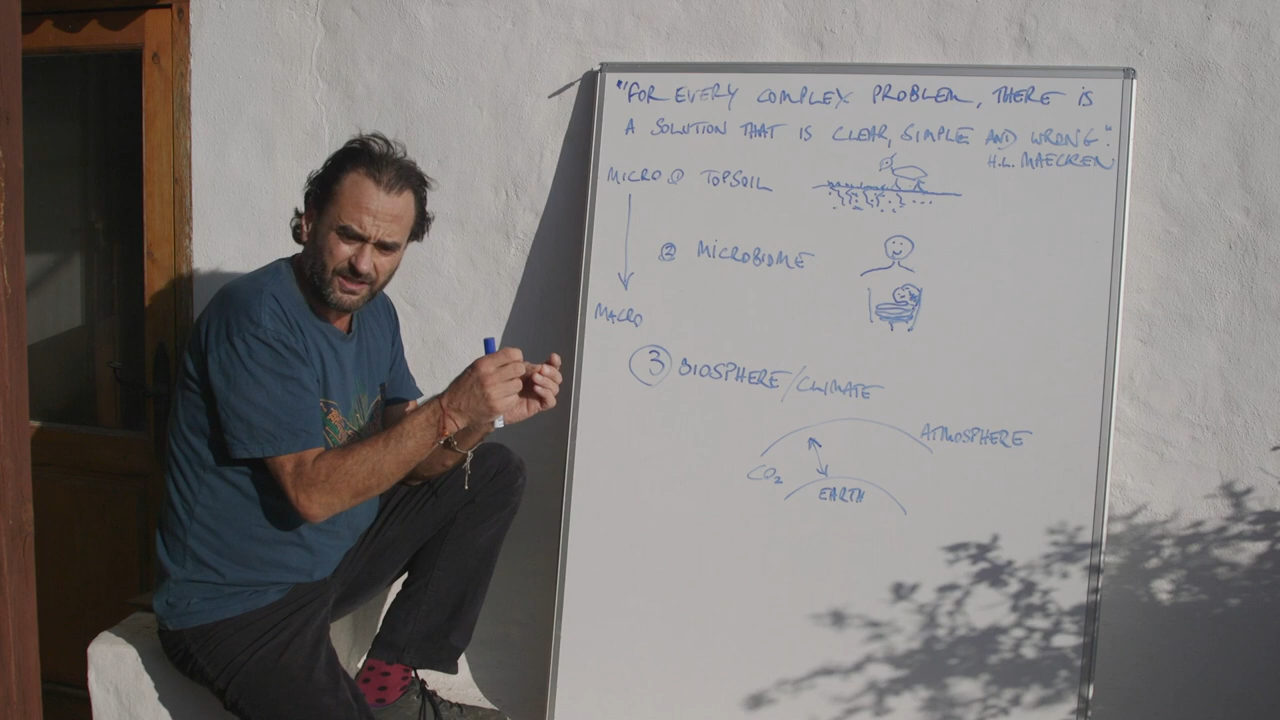 "FOR EVERY COMPLEX PROBLEM, THERE IS
A SOLUTION THAT IS CLEAR, SIMPLE AND WRONG."
H.L. MAECKEN
MICRO ① TOPSOIL
② MICROBIOME
MACRO
③ BIOSPHERE/CLIMATE
ATMOSPHERE
CO₂
EARTH